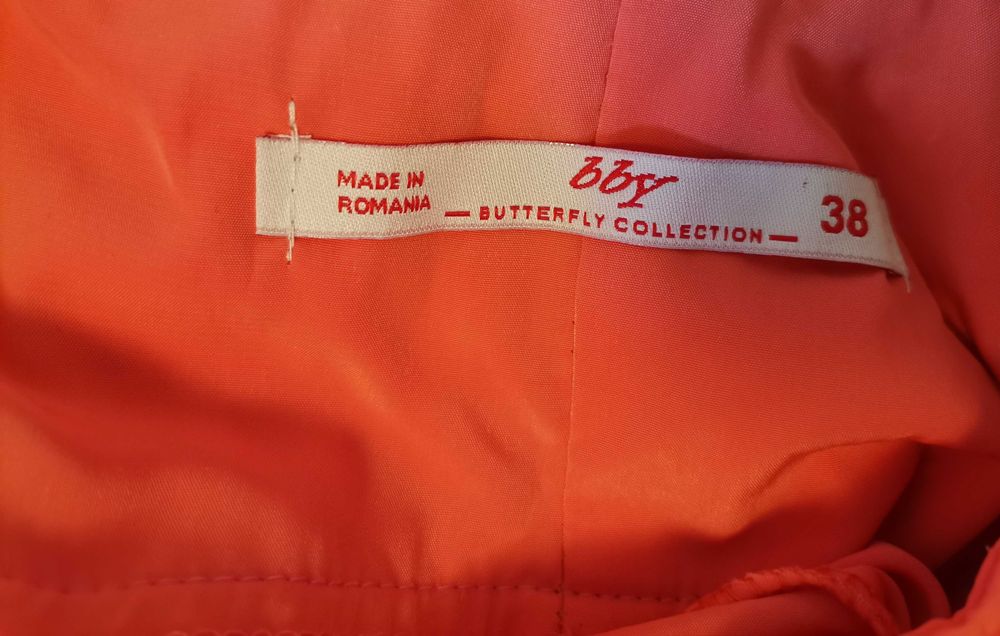 MADE IN
ROMANIA
bby
— BUTTERFLY COLLECTION —
38